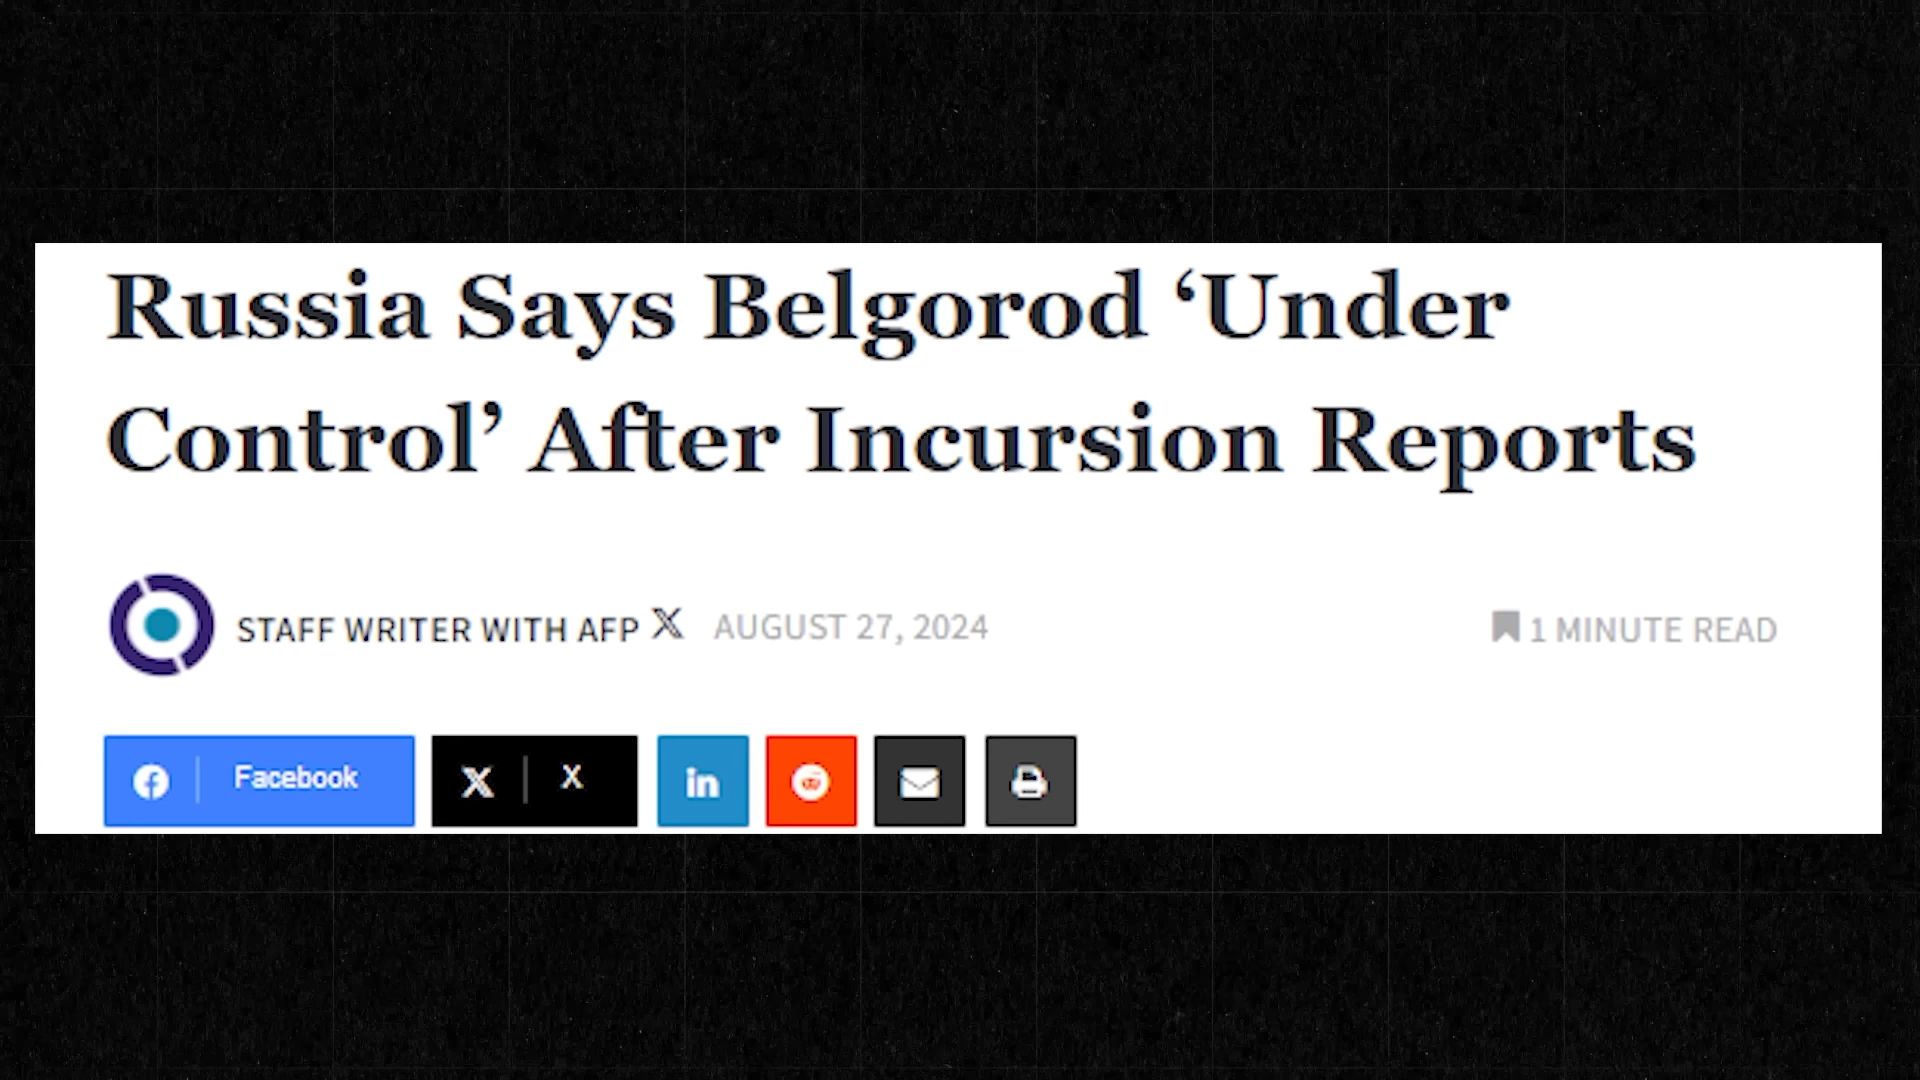 Russia Says Belgorod ‘Under
Control’ After Incursion Reports
STAFF WRITER WITH AFP X AUGUST 27, 2024 1 MINUTE READ
Facebook X X in